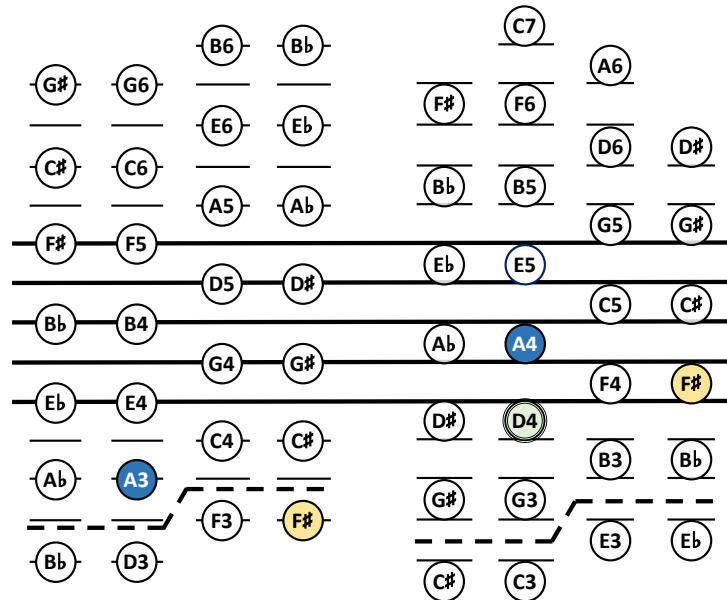 C7
B6 B♭
A6
G♯ G6
F♯ F6
E6 E♭
D6 D♯
C♯ C6
B♭ B5
A5 A♭
G5 G♯
F♯ F5
E♭ E5
D5 D♯
C5 C♯
B♭ B4
A♭ A4
G4 G♯
F4 F♯
E♭ E4
D♯ D4
C4 C♯
B3 B♭
A♭ A3
G♯ G3
F3 F♯
E3 E♭
B♭ D3
C♯ C3